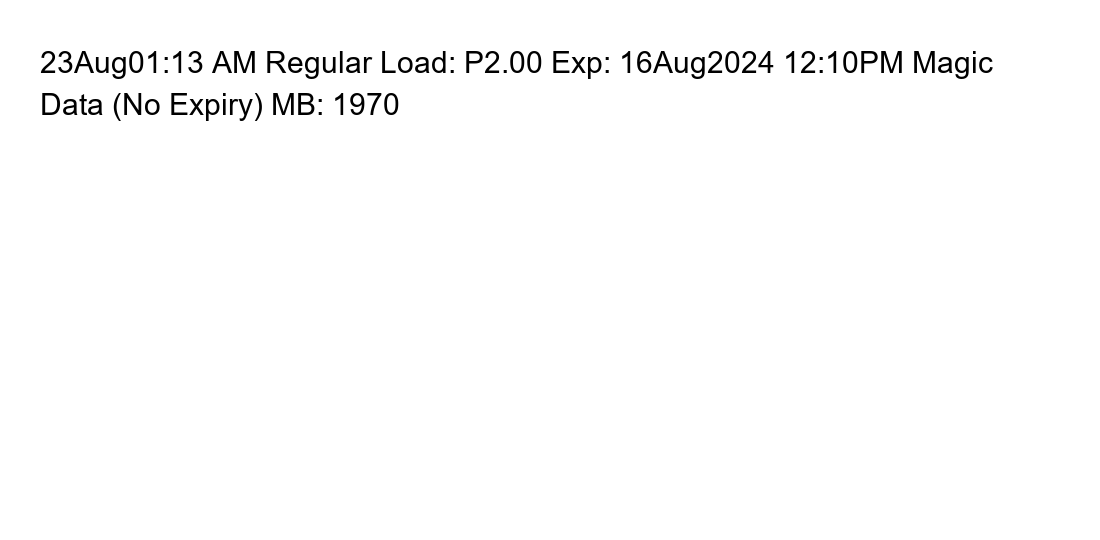 23Aug01:13 AM Regular Load: P2.00 Exp: 16Aug2024 12:10PM Magic
Data (No Expiry) MB: 1970